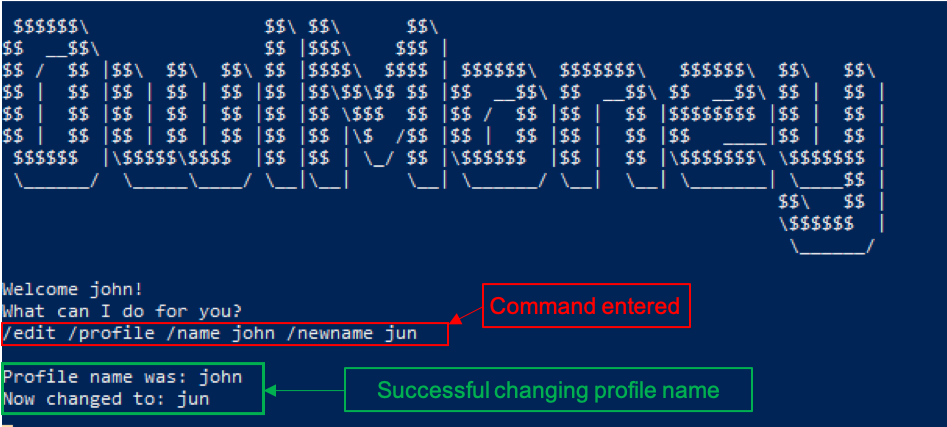 OwlMoney
Welcome john!
What can I do for you?
Command entered
/edit /profile /name john /newname jun
Profile name was: john
Now changed to: jun
Successful changing profile name